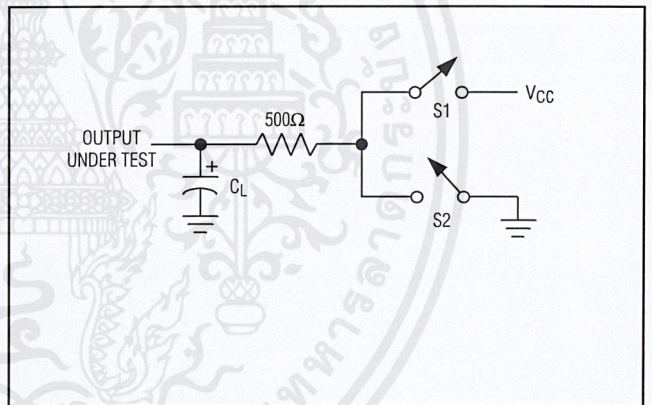 500Ω
S1
VCC
OUTPUT
UNDER TEST
+
CL
S2